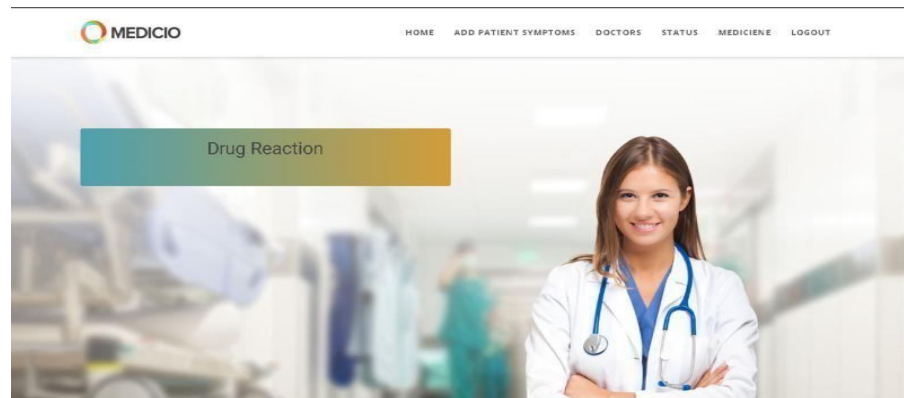 MEDICIO
HOME ADD PATIENT SYMPTOMS DOCTORS STATUS MEDICIENE LOGOUT
Drug Reaction